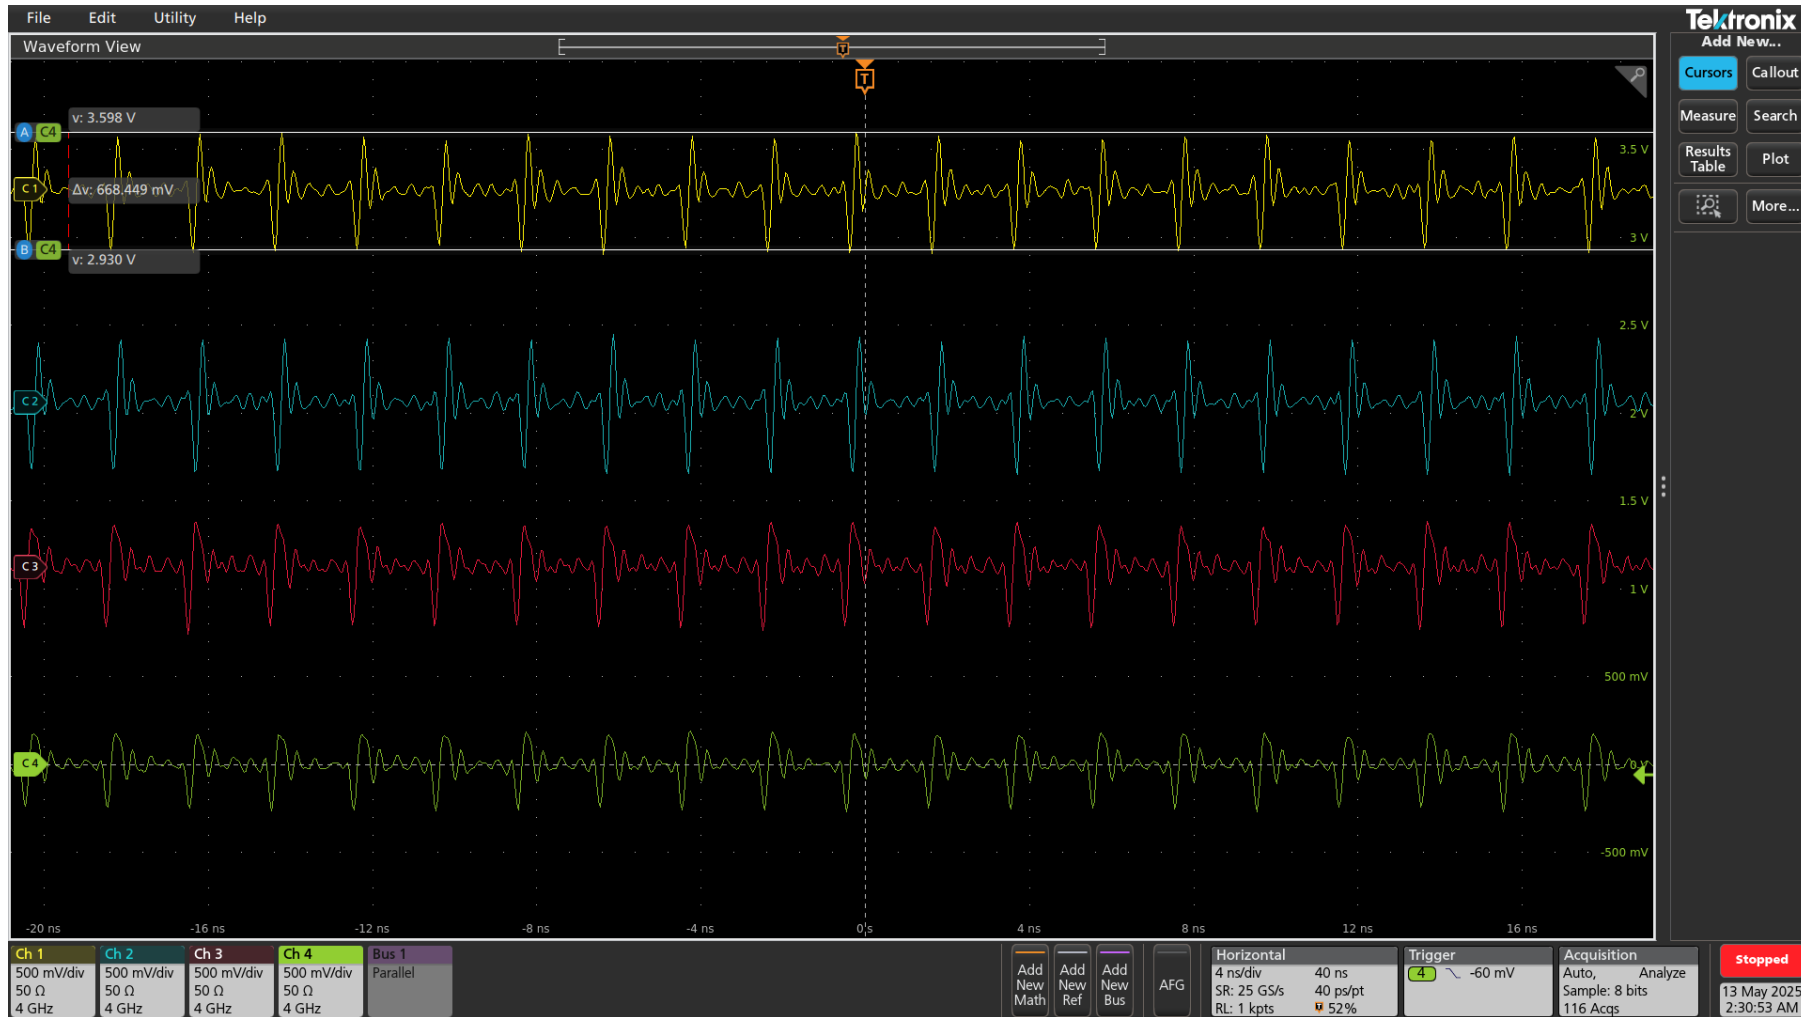 File Edit Utility Help
Tektronix
Waveform View
Add New...
Cursors Callout
Measure Search
Results Table Plot
More...
T
T
v: 3.598 V
A C4
3.5 V
C 1
Δv: 668.449 mV
3 V
B C4
v: 2.930 V
2.5 V
C 2
2 V
1.5 V
C 3
1 V
500 mV
C 4
0 V
-500 mV
-20 ns -16 ns -12 ns -8 ns -4 ns 0 s 4 ns 8 ns 12 ns 16 ns
Ch 1
500 mV/div
50 Ω
4 GHz
Ch 2
500 mV/div
50 Ω
4 GHz
Ch 3
500 mV/div
50 Ω
4 GHz
Ch 4
500 mV/div
50 Ω
4 GHz
Bus 1
Parallel
Add
New
Math
Add
New
Ref
Add
New
Bus
AFG
Horizontal
4 ns/div 40 ns
SR: 25 GS/s 40 ps/pt
RL: 1 kpts T 52%
Trigger
4 -60 mV
Acquisition
Auto, Analyze
Sample: 8 bits
116 Acqs
Stopped
13 May 2025
2:30:53 AM